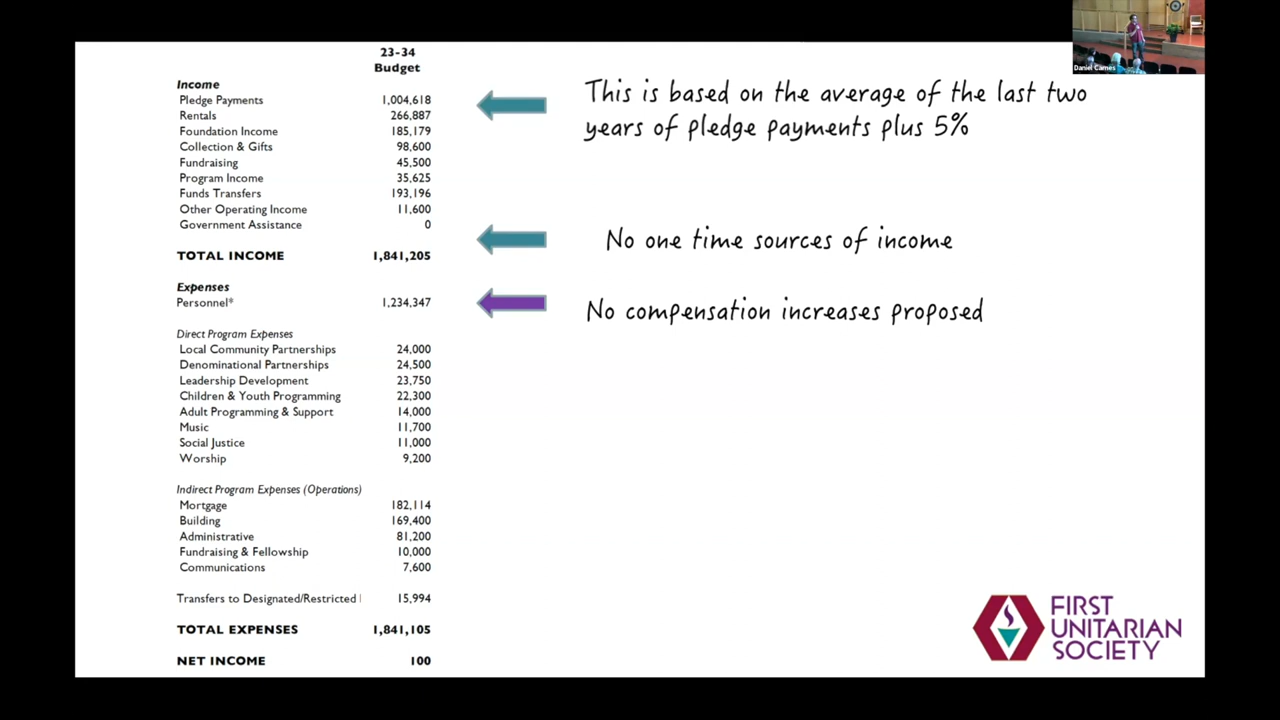 23-34
Budget
Income
Pledge Payments 1,004,618
Rentals 266,887
Foundation Income 185,179
Collection & Gifts 98,600
Fundraising 45,500
Program Income 35,625
Funds Transfers 193,196
Other Operating Income 11,600
Government Assistance 0
TOTAL INCOME 1,841,205
Expenses
Personnel* 1,234,347
Direct Program Expenses
Local Community Partnerships 24,000
Denominational Partnerships 24,500
Leadership Development 23,750
Children & Youth Programming 22,300
Adult Programming & Support 14,000
Music 11,700
Social Justice 11,000
Worship 9,200
Indirect Program Expenses (Operations)
Mortgage 182,114
Building 169,400
Administrative 81,200
Fundraising & Fellowship 10,000
Communications 7,600
Transfers to Designated/Restricted 15,994
TOTAL EXPENSES 1,841,105
NET INCOME 100
This is based on the average of the last two
years of pledge payments plus 5%
No one time sources of income
No compensation increases proposed
Daniel Carnes
FIRST
UNITARIAN
SOCIETY